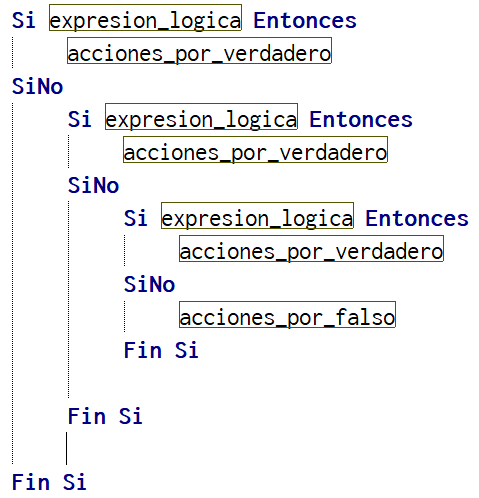 Si expresion_logica Entonces
acciones_por_verdadero
SiNo
Si expresion_logica Entonces
acciones_por_verdadero
SiNo
Si expresion_logica Entonces
acciones_por_verdadero
SiNo
acciones_por_falso
Fin Si
Fin Si
Fin Si